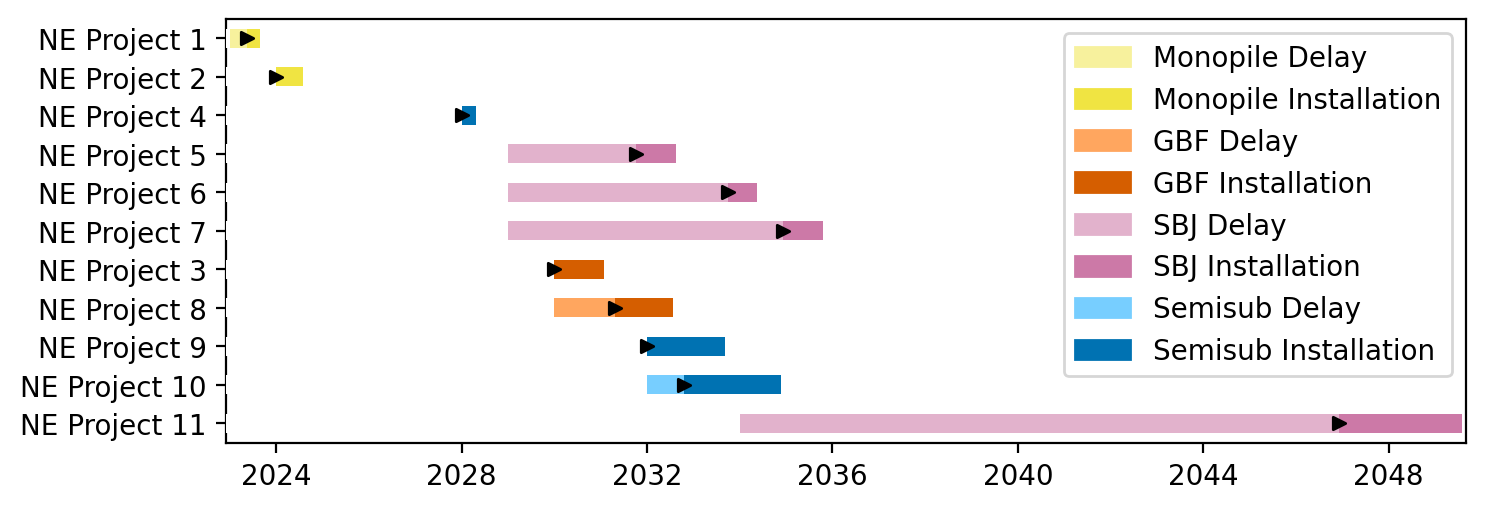 NE Project 1
NE Project 2
NE Project 4
NE Project 5
NE Project 6
NE Project 7
NE Project 3
NE Project 8
NE Project 9
NE Project 10
NE Project 11
Monopile Delay
Monopile Installation
GBF Delay
GBF Installation
SBJ Delay
SBJ Installation
Semisub Delay
Semisub Installation
2024 2028 2032 2036 2040 2044 2048